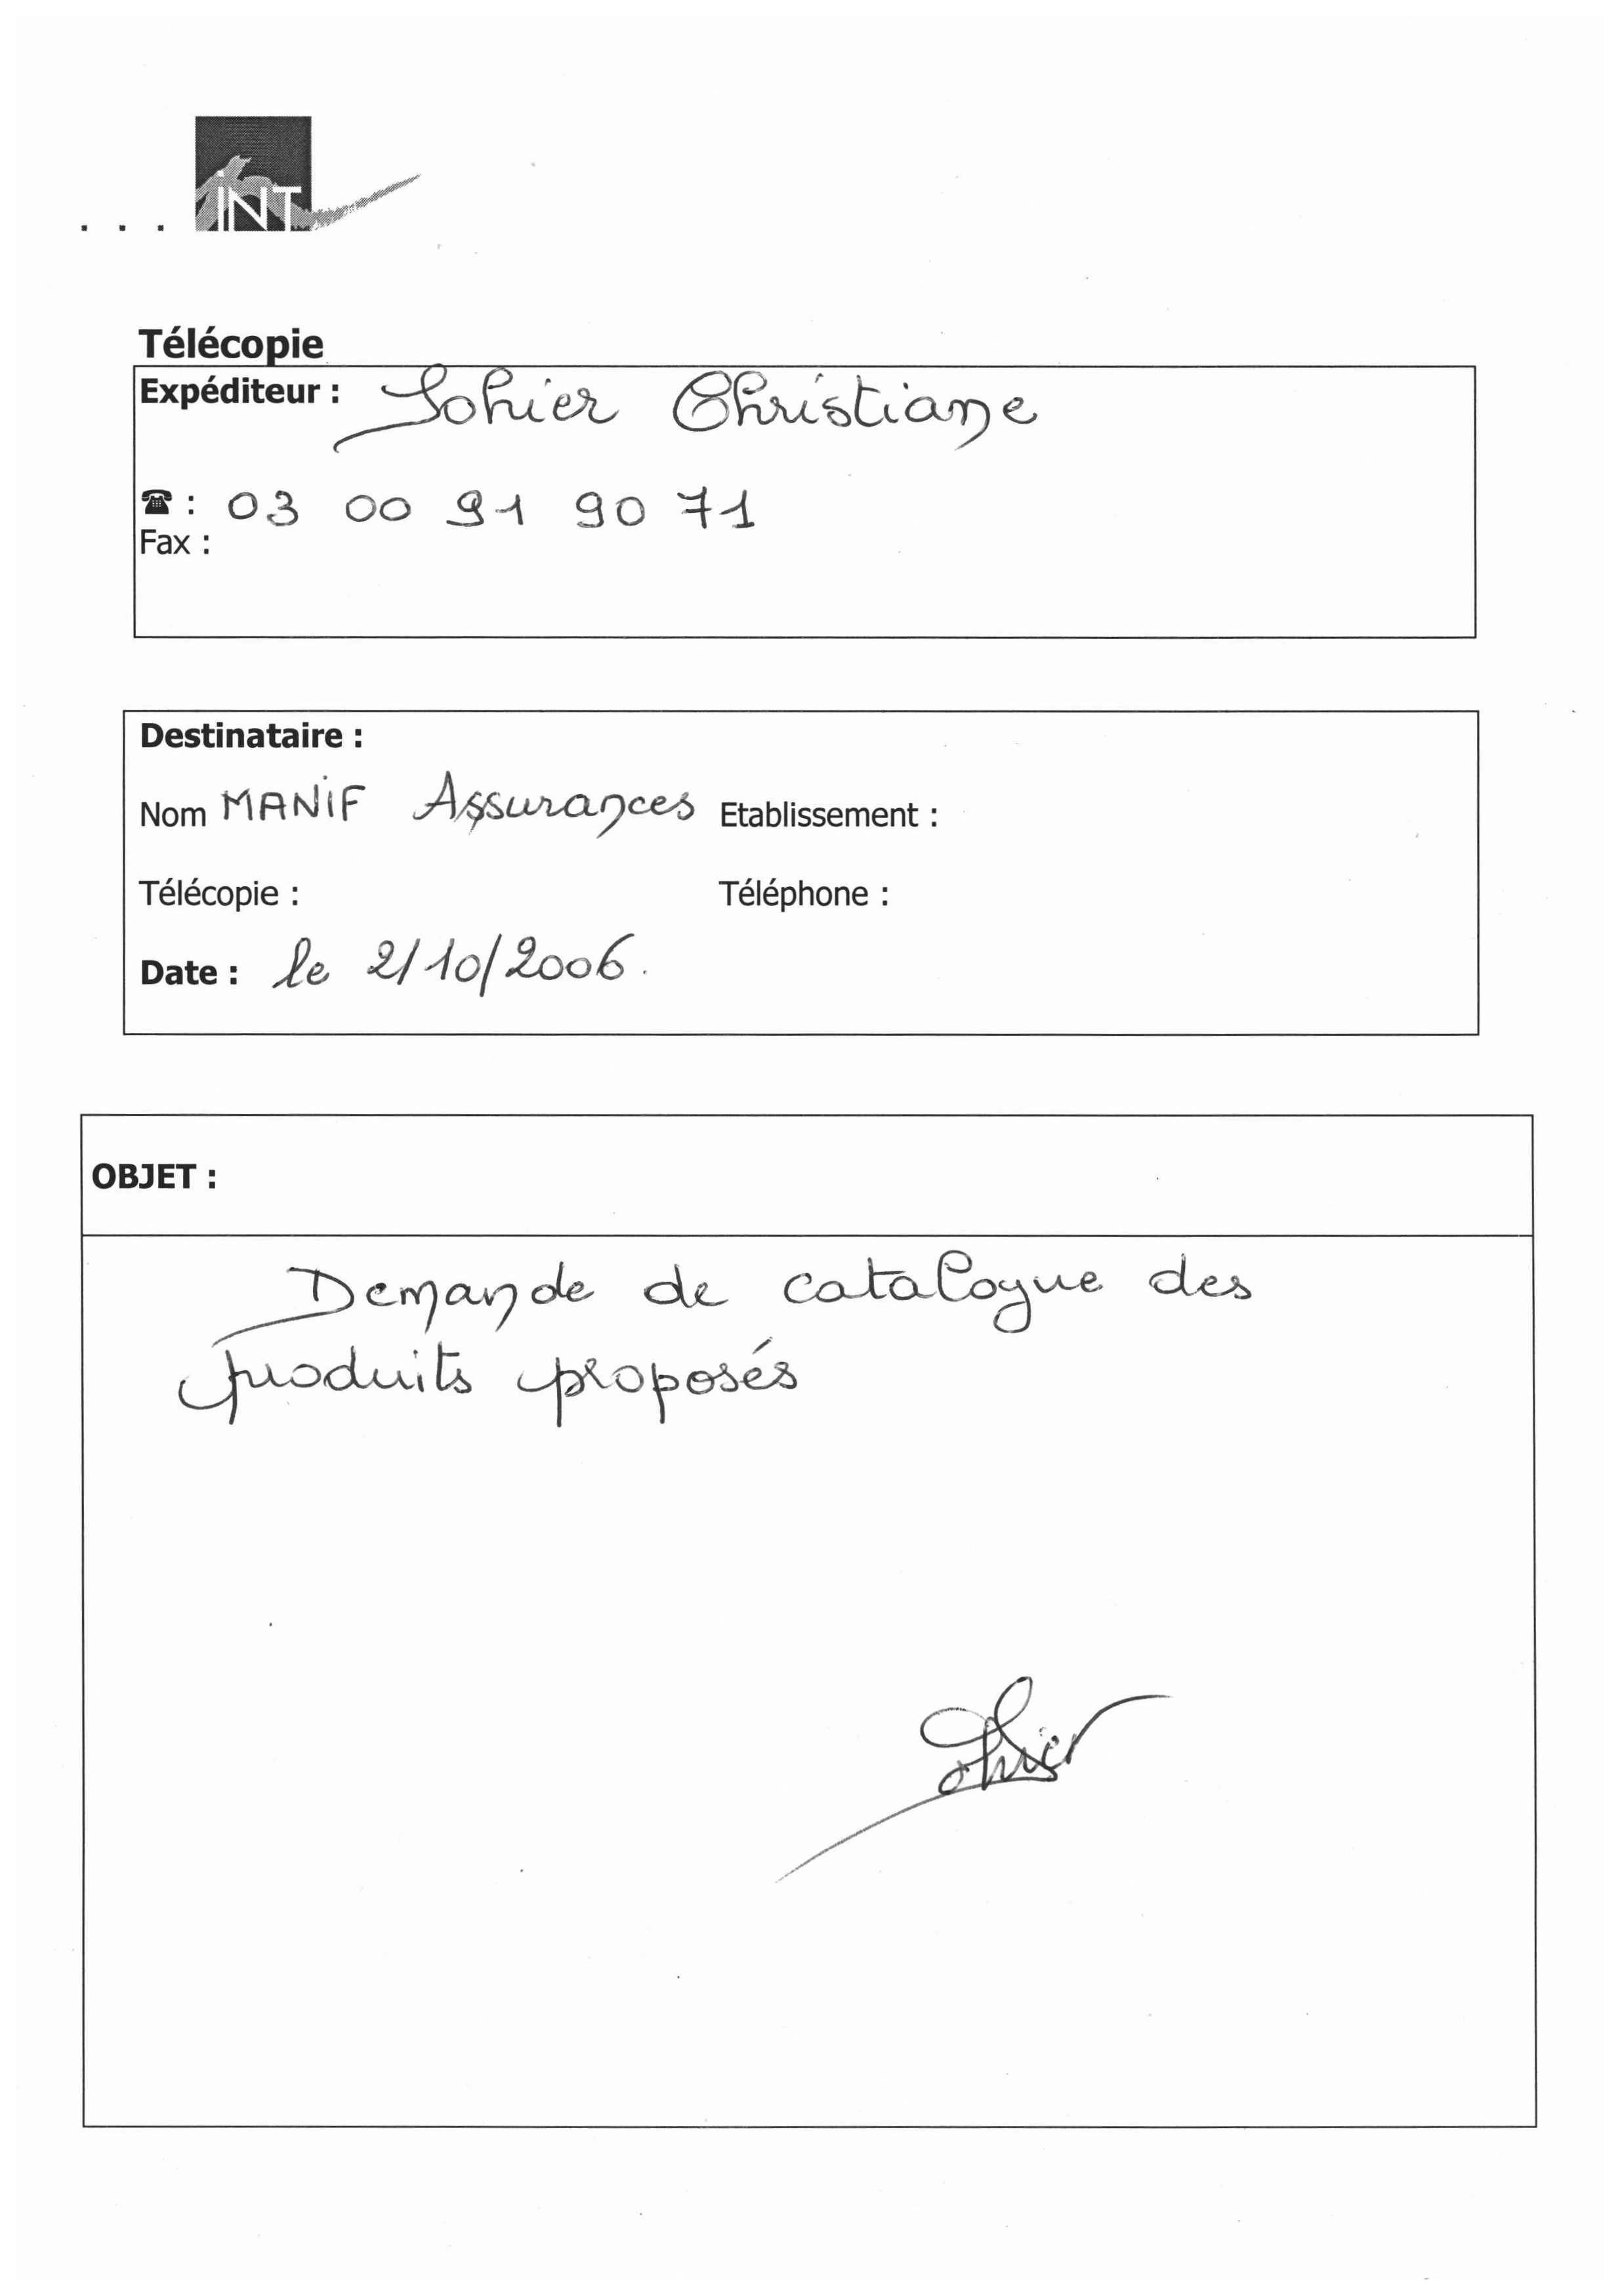 ... INT
Télécopie
Expéditeur : Sohier Christiane
☎ : 03 00 91 90 71
Fax :
Destinataire :
Nom MANIF Assurances Etablissement :
Télécopie : Téléphone :
Date : le 2/10/2006.
OBJET :
Demande de catalogue des
produits proposés
Sohier